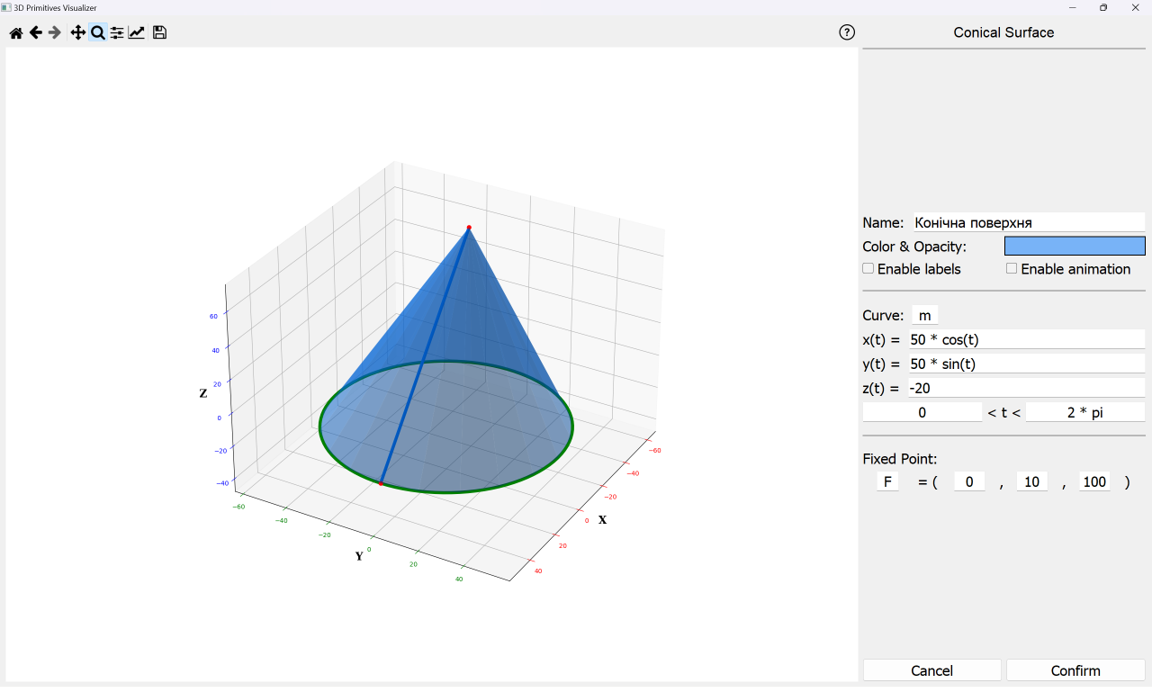 3D Primitives Visualizer
Conical Surface
Name: Конічна поверхня
Color & Opacity:
Enable labels Enable animation
Curve: m
x(t) = 50 * cos(t)
y(t) = 50 * sin(t)
z(t) = -20
0 < t < 2 * pi
Fixed Point:
F = ( 0 , 10 , 100 )
Cancel Confirm
Z
60
40
20
0
−20
−40
−60
−40
−20
0
20
40
Y
−60
−40
−20
0
20
40
X